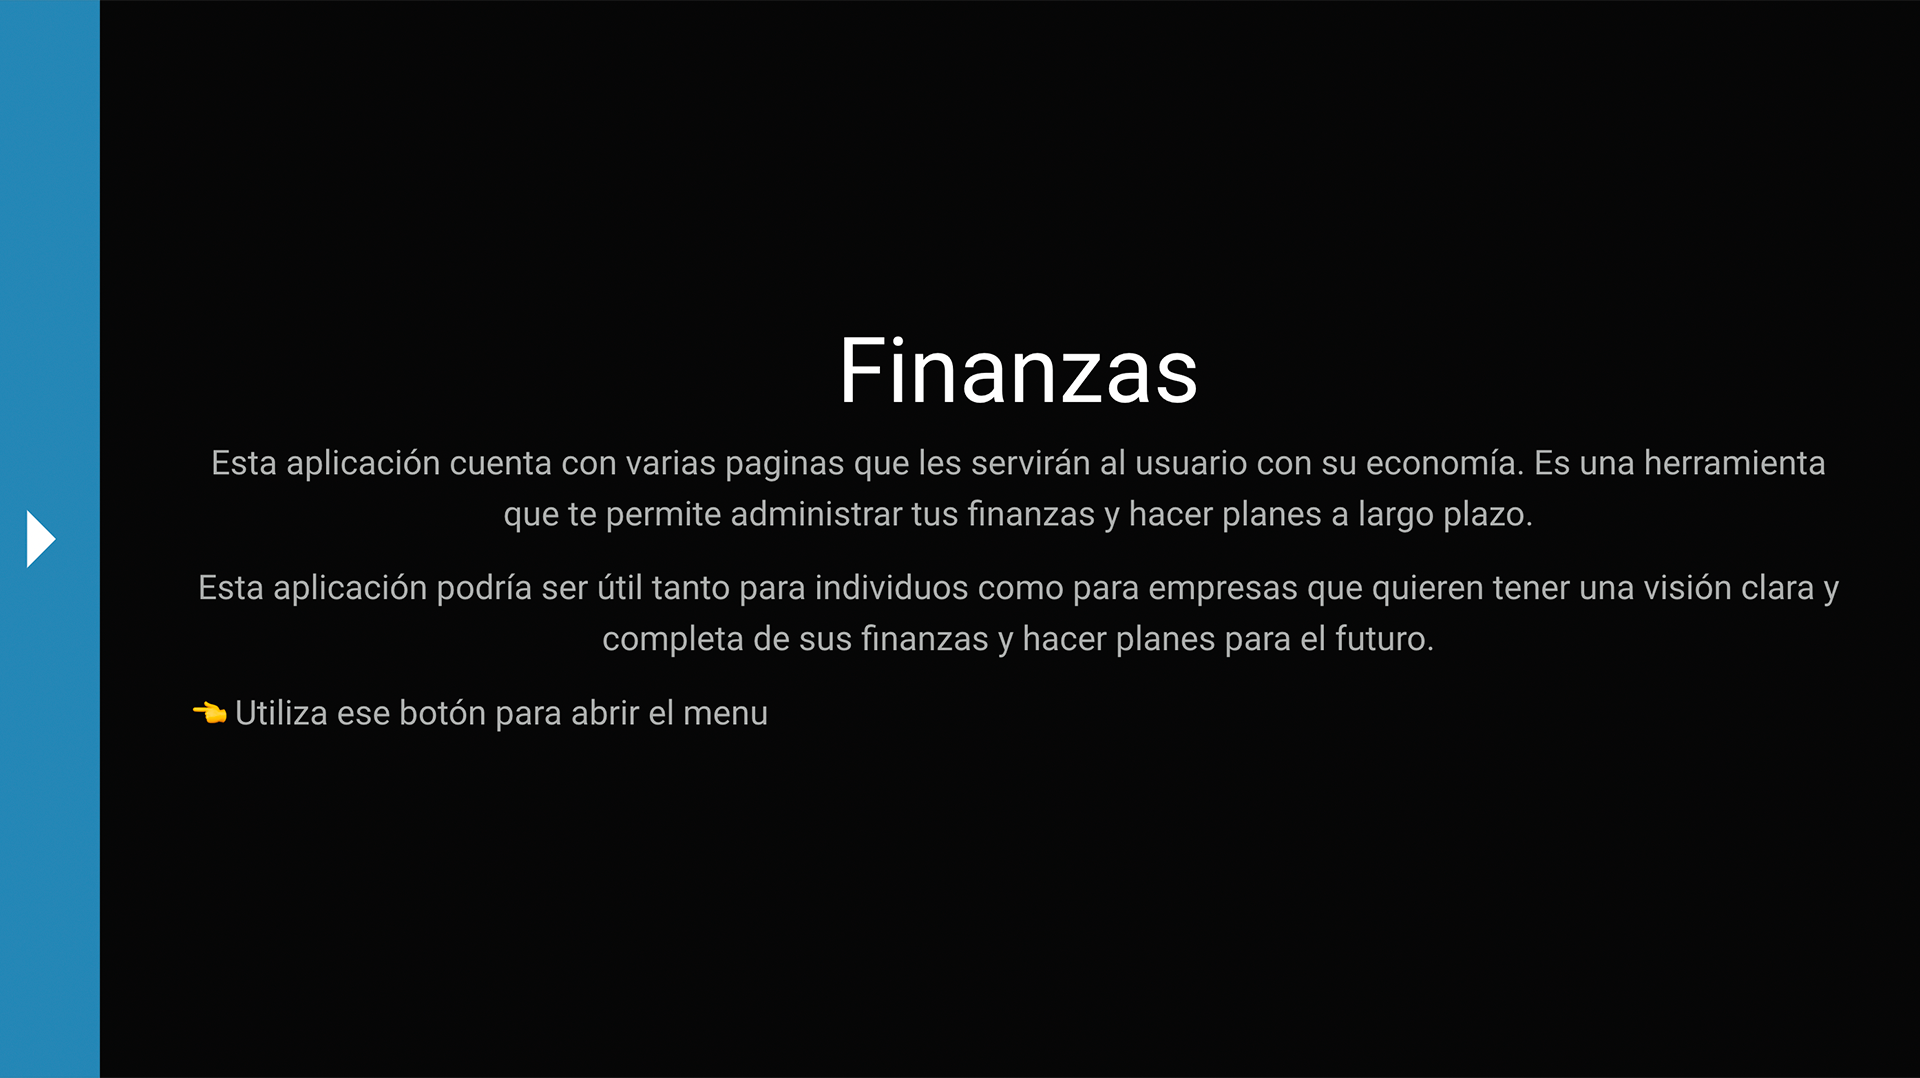 Finanzas
Esta aplicación cuenta con varias paginas que les servirán al usuario con su economía. Es una herramienta
que te permite administrar tus finanzas y hacer planes a largo plazo.
Esta aplicación podría ser útil tanto para individuos como para empresas que quieren tener una visión clara y
completa de sus finanzas y hacer planes para el futuro.
👈 Utiliza ese botón para abrir el menu